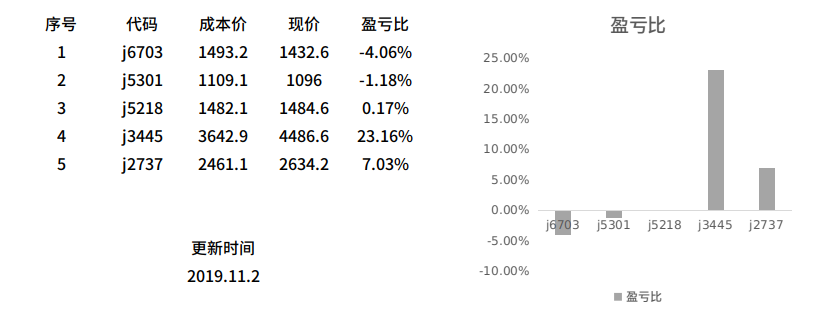 序号 代码 成本价 现价 盈亏比
1 j6703 1493.2 1432.6 -4.06%
2 j5301 1109.1 1096 -1.18%
3 j5218 1482.1 1484.6 0.17%
4 j3445 3642.9 4486.6 23.16%
5 j2737 2461.1 2634.2 7.03%
更新时间
2019.11.2
盈亏比
25.00%
20.00%
15.00%
10.00%
5.00%
0.00%
-5.00%
-10.00%
j6703 j5301 j5218 j3445 j2737
盈亏比